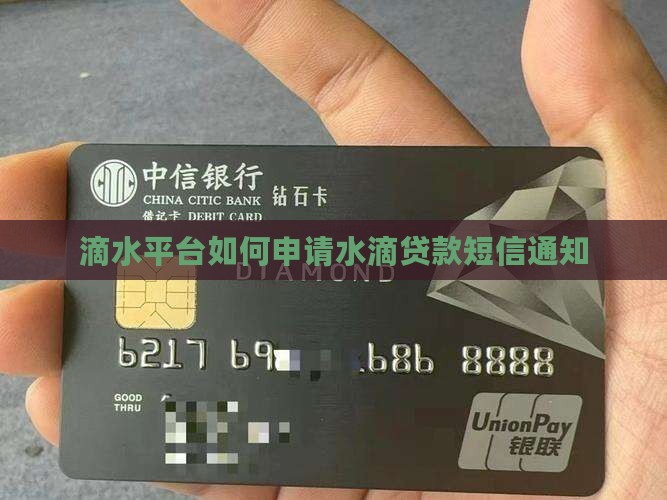 中信银行
CHINA CITIC BANK 钻石卡
借记卡 DEBIT CARD
滴水平台如何申请水滴贷款短信通知
DIAMOND
6217 69 686 8888
GOOD
THRU
UnionPay
银联